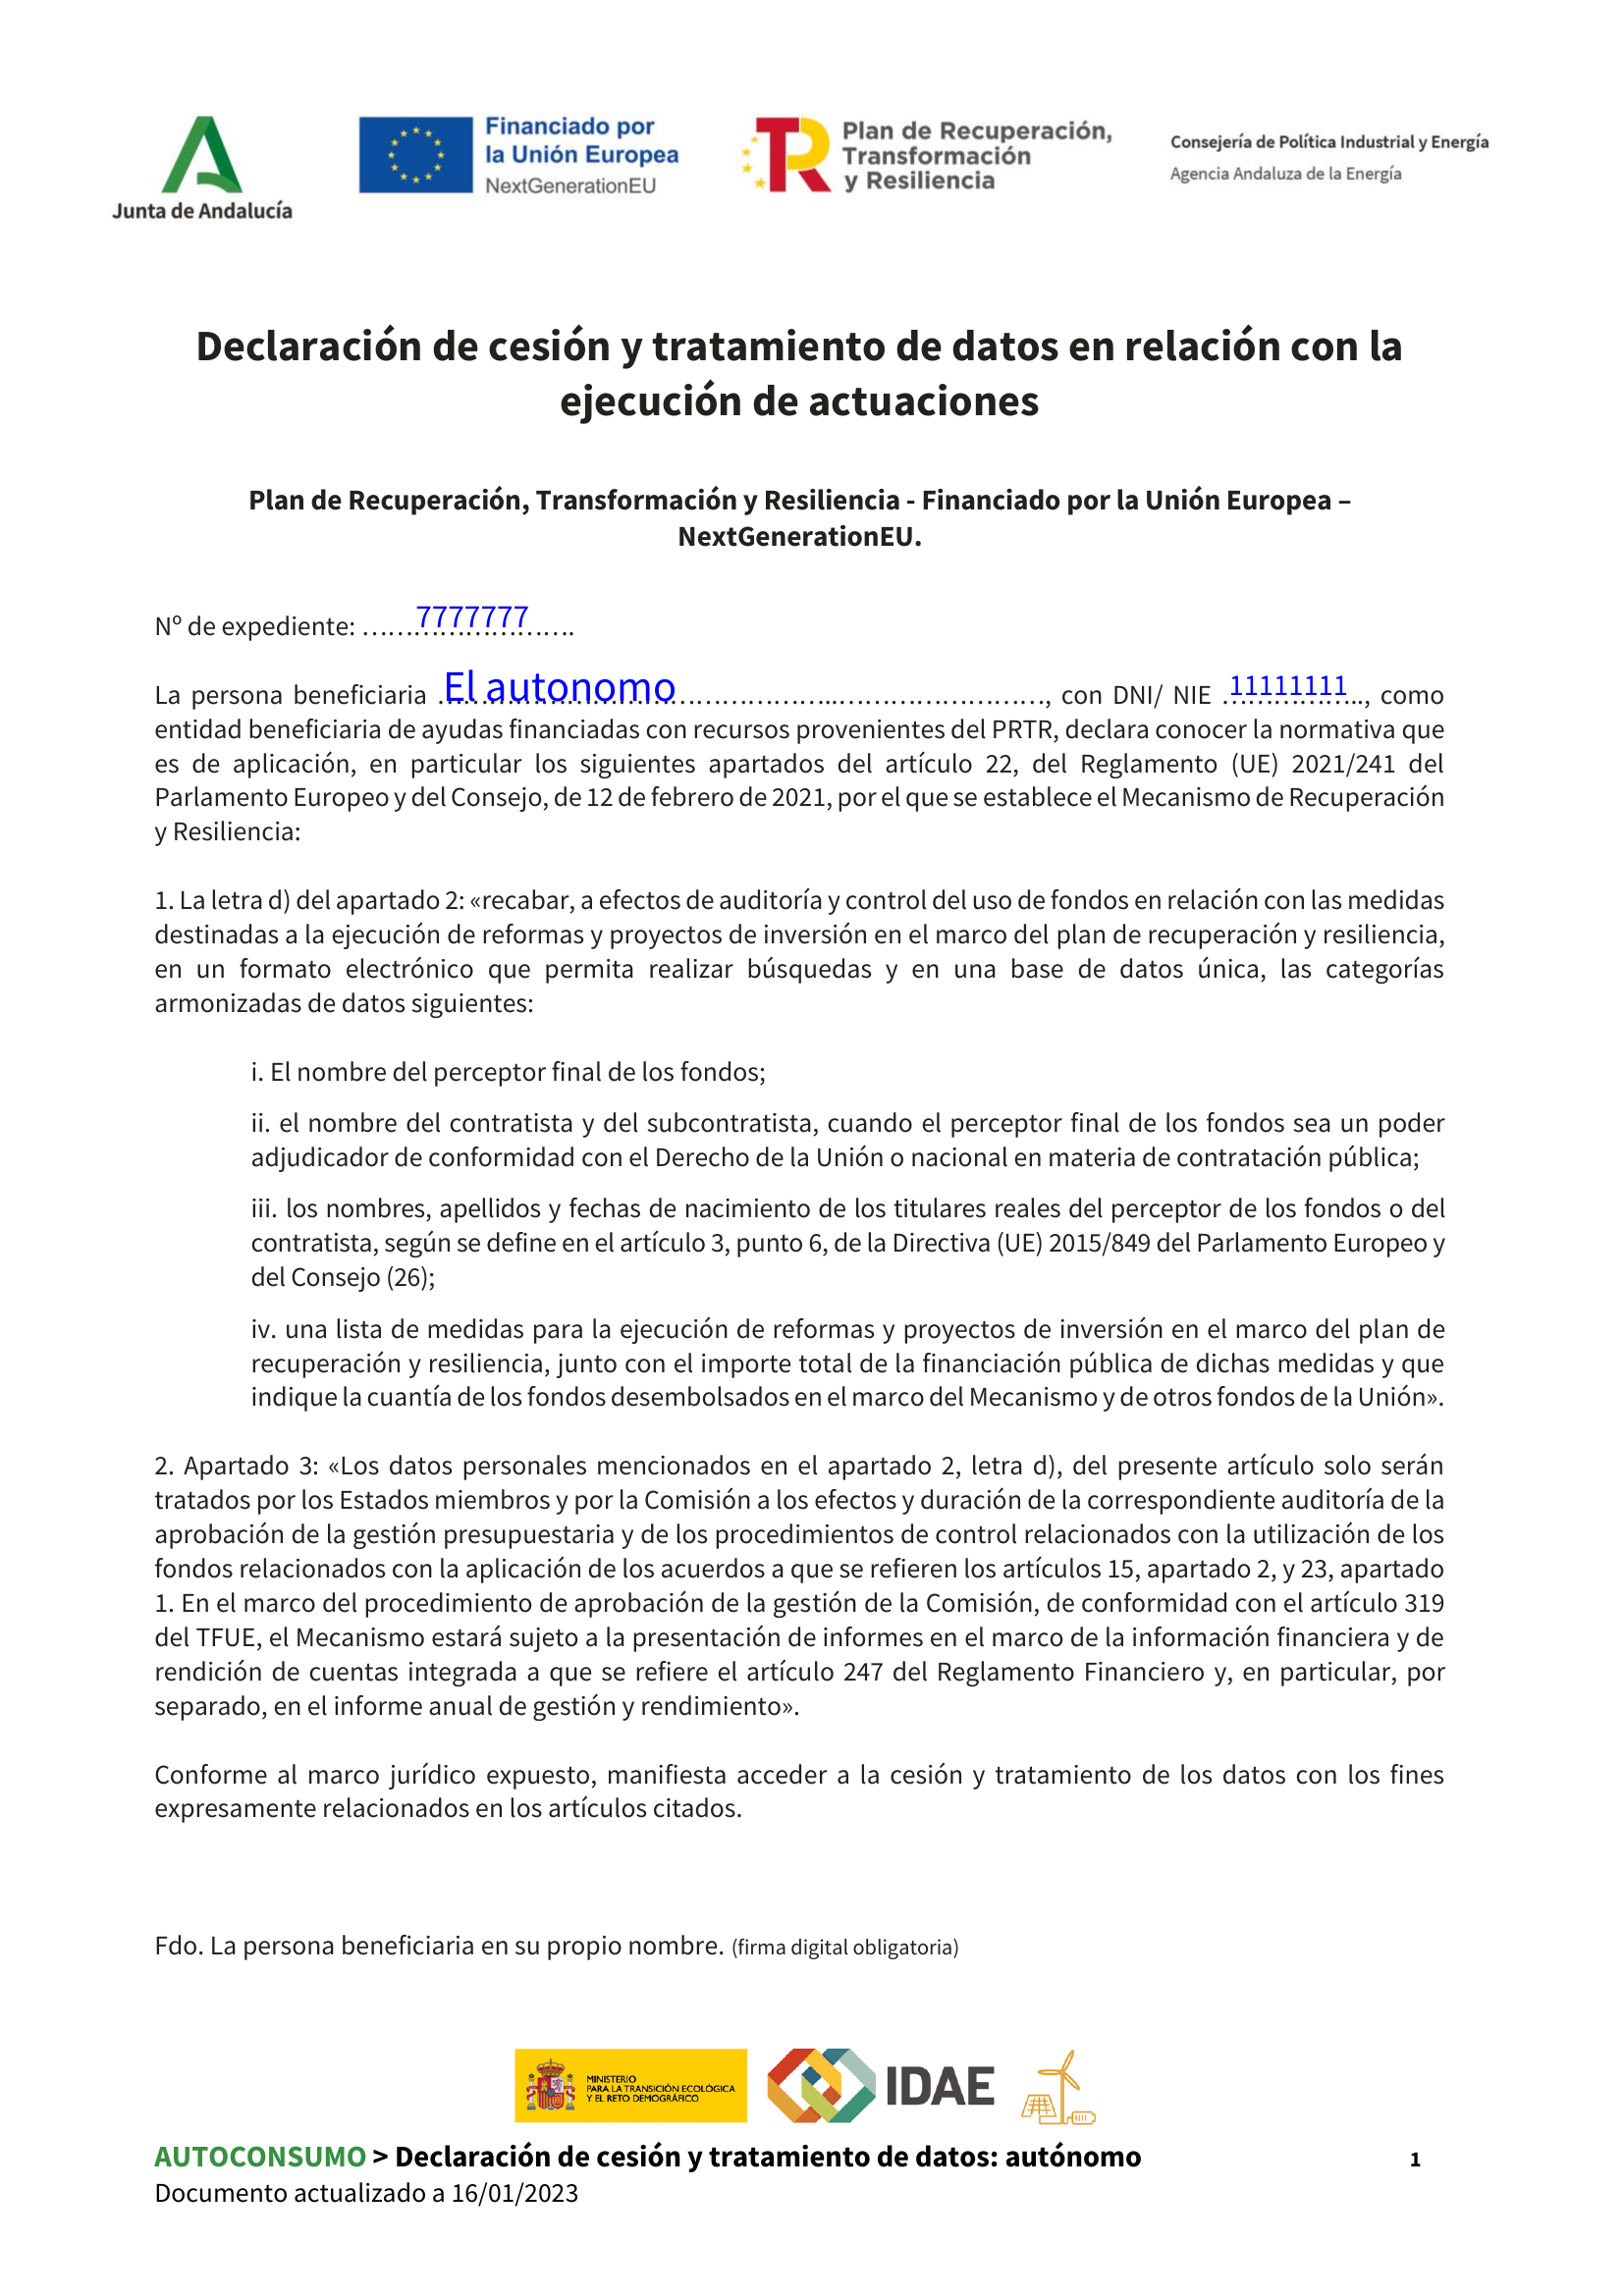 Junta de Andalucía
Financiado por
la Unión Europea
NextGenerationEU
Plan de Recuperación,
Transformación
y Resiliencia
Consejería de Política Industrial y Energía
Agencia Andaluza de la Energía
Declaración de cesión y tratamiento de datos en relación con la
ejecución de actuaciones
Plan de Recuperación, Transformación y Resiliencia - Financiado por la Unión Europea –
NextGenerationEU.
Nº de expediente: ……7777777…….
La persona beneficiaria .El autonomo………………..……………………, con DNI/ NIE 11111111.., como
entidad beneficiaria de ayudas financiadas con recursos provenientes del PRTR, declara conocer la normativa que
es de aplicación, en particular los siguientes apartados del artículo 22, del Reglamento (UE) 2021/241 del
Parlamento Europeo y del Consejo, de 12 de febrero de 2021, por el que se establece el Mecanismo de Recuperación
y Resiliencia:
1. La letra d) del apartado 2: «recabar, a efectos de auditoría y control del uso de fondos en relación con las medidas
destinadas a la ejecución de reformas y proyectos de inversión en el marco del plan de recuperación y resiliencia,
en un formato electrónico que permita realizar búsquedas y en una base de datos única, las categorías
armonizadas de datos siguientes:
i. El nombre del perceptor final de los fondos;
ii. el nombre del contratista y del subcontratista, cuando el perceptor final de los fondos sea un poder
adjudicador de conformidad con el Derecho de la Unión o nacional en materia de contratación pública;
iii. los nombres, apellidos y fechas de nacimiento de los titulares reales del perceptor de los fondos o del
contratista, según se define en el artículo 3, punto 6, de la Directiva (UE) 2015/849 del Parlamento Europeo y
del Consejo (26);
iv. una lista de medidas para la ejecución de reformas y proyectos de inversión en el marco del plan de
recuperación y resiliencia, junto con el importe total de la financiación pública de dichas medidas y que
indique la cuantía de los fondos desembolsados en el marco del Mecanismo y de otros fondos de la Unión».
2. Apartado 3: «Los datos personales mencionados en el apartado 2, letra d), del presente artículo solo serán
tratados por los Estados miembros y por la Comisión a los efectos y duración de la correspondiente auditoría de la
aprobación de la gestión presupuestaria y de los procedimientos de control relacionados con la utilización de los
fondos relacionados con la aplicación de los acuerdos a que se refieren los artículos 15, apartado 2, y 23, apartado
1. En el marco del procedimiento de aprobación de la gestión de la Comisión, de conformidad con el artículo 319
del TFUE, el Mecanismo estará sujeto a la presentación de informes en el marco de la información financiera y de
rendición de cuentas integrada a que se refiere el artículo 247 del Reglamento Financiero y, en particular, por
separado, en el informe anual de gestión y rendimiento».
Conforme al marco jurídico expuesto, manifiesta acceder a la cesión y tratamiento de los datos con los fines
expresamente relacionados en los artículos citados.
Fdo. La persona beneficiaria en su propio nombre. (firma digital obligatoria)
MINISTERIO
PARA LA TRANSICIÓN ECOLÓGICA
Y EL RETO DEMOGRÁFICO
IDAE
AUTOCONSUMO > Declaración de cesión y tratamiento de datos: autónomo 1
Documento actualizado a 16/01/2023